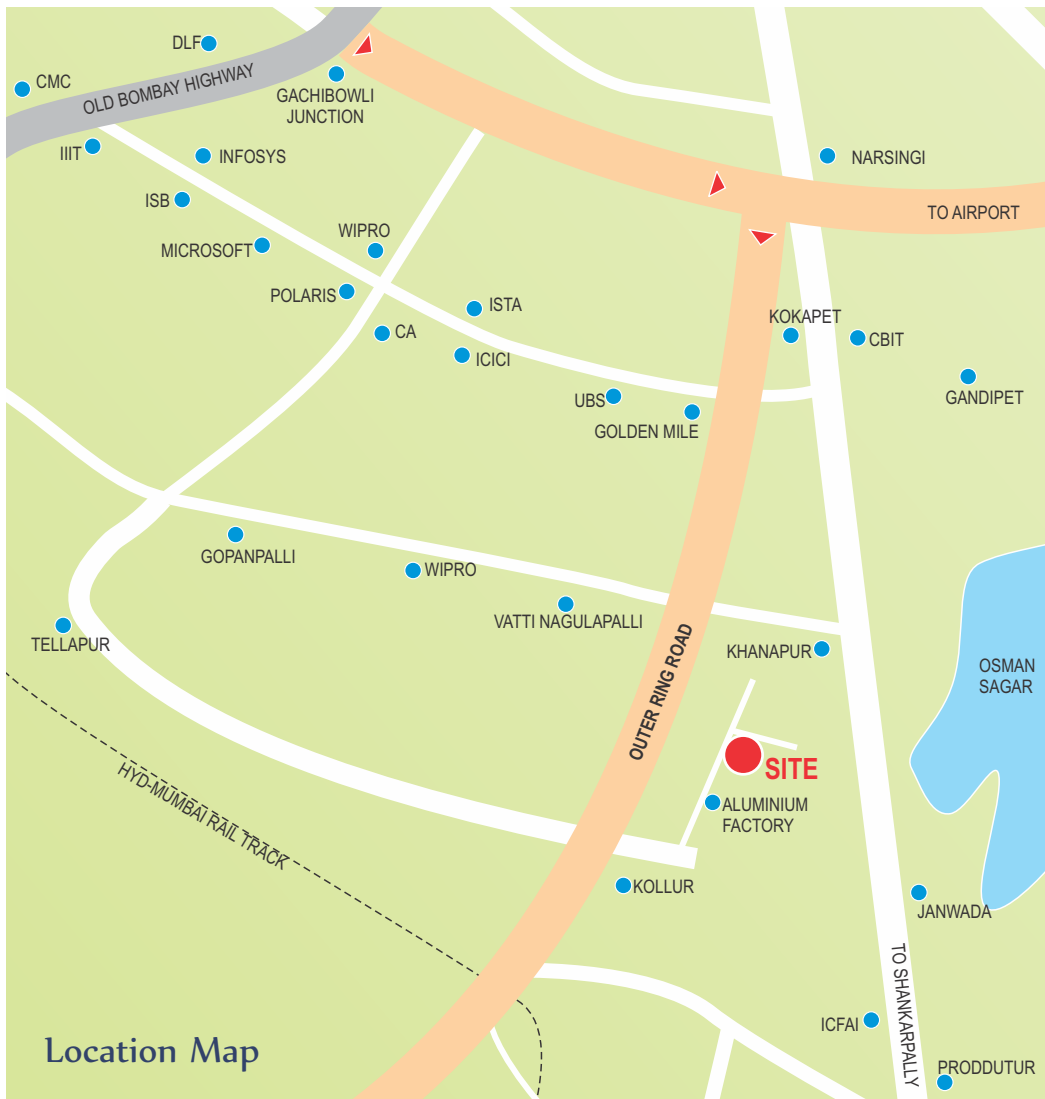 DLF
CMC
OLD BOMBAY HIGHWAY
GACHIBOWLI
JUNCTION
IIIT
INFOSYS
NARSINGI
ISB
TO AIRPORT
WIPRO
MICROSOFT
POLARIS
ISTA
KOKAPET
CA
CBIT
ICICI
GANDIPET
UBS
GOLDEN MILE
GOPANPALLI
WIPRO
VATTI NAGULAPALLI
TELLAPUR
KHANAPUR
OSMAN
SAGAR
OUTER RING ROAD
SITE
HYD-MUMBAI RAIL TRACK
ALUMINIUM
FACTORY
KOLLUR
JANWADA
TO SHANKARPALLY
ICFAI
Location Map
PRODDUTUR